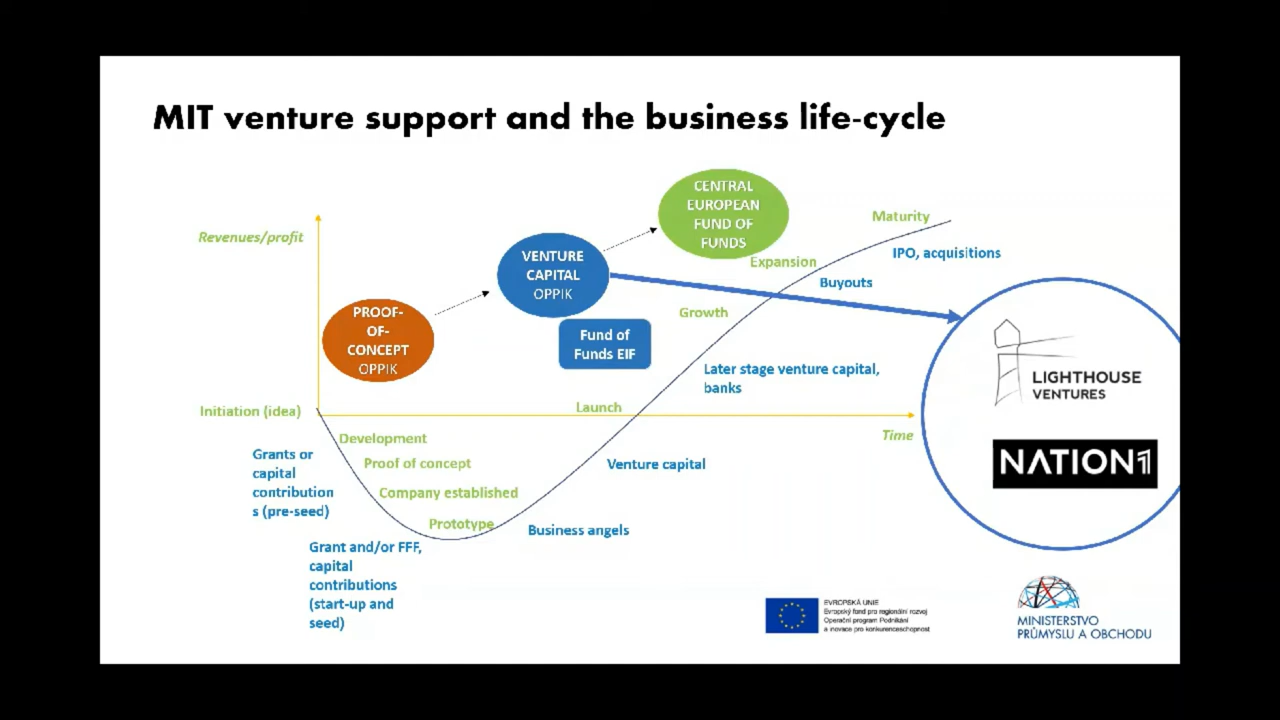 MIT venture support and the business life-cycle
CENTRAL
EUROPEAN
FUND OF
FUNDS
Maturity
Revenues/profit
IPO, acquisitions
VENTURE
CAPITAL
OPPIK
Expansion
Buyouts
PROOF-
OF-
CONCEPT
OPPIK
Growth
Fund of
Funds EIF
LIGHTHOUSE
VENTURES
Later stage venture capital,
banks
Initiation (idea)
Launch
Time
Development
Grants or
capital
contribution
s (pre-seed)
Proof of concept
Venture capital
NATION1
Company established
Prototype
Business angels
Grant and/or FFF,
capital
contributions
(start-up and
seed)
EVROPSKÁ UNIE
Evropský fond pro regionální rozvoj
Operační program Podnikání
a inovace pro konkurenceschopnost
MINISTERSTVO
PRŮMYSLU A OBCHODU